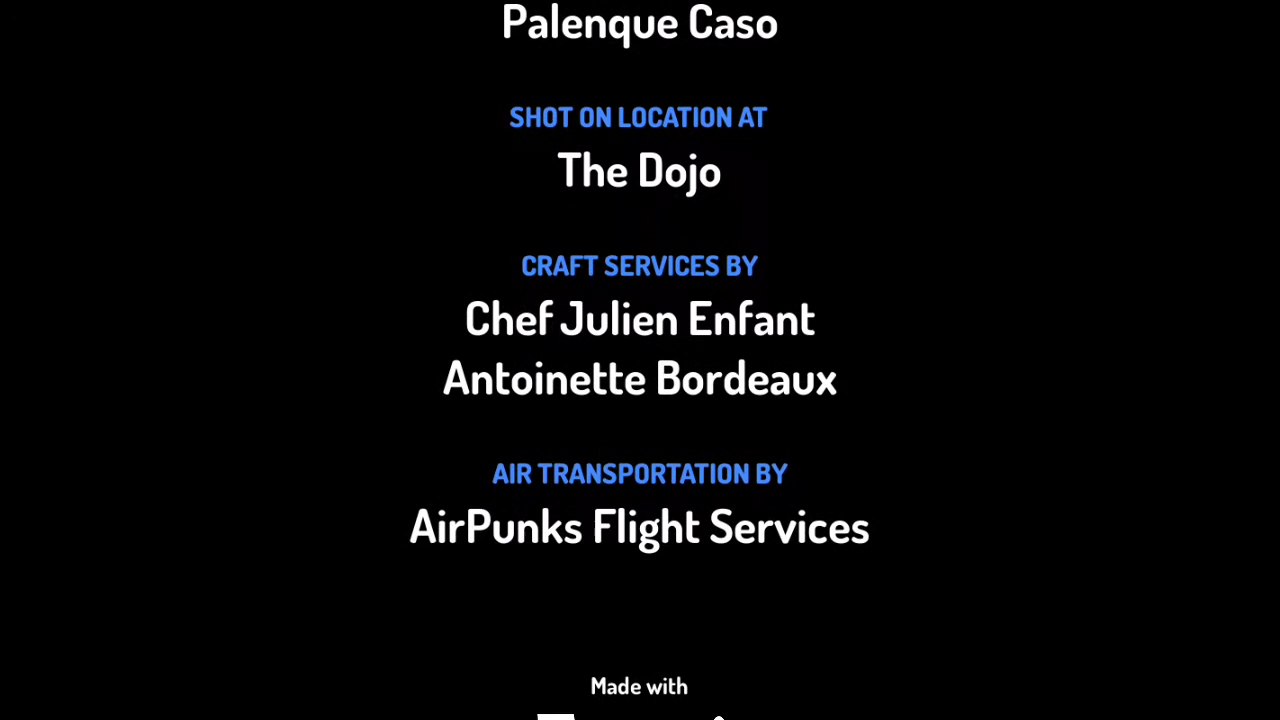 Palenque Caso
SHOT ON LOCATION AT
The Dojo
CRAFT SERVICES BY
Chef Julien Enfant
Antoinette Bordeaux
AIR TRANSPORTATION BY
AirPunks Flight Services
Made with